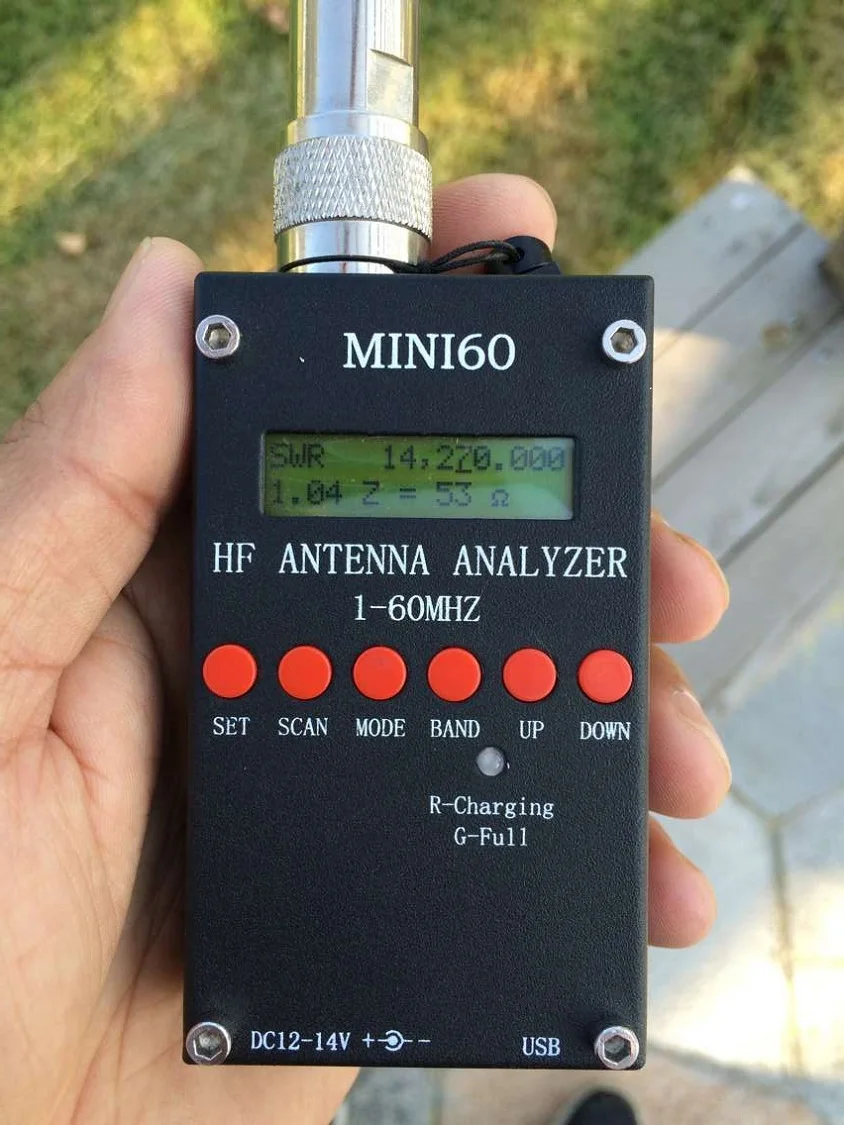 MINI60
SWR 14,270.000
1.04 Z = 53 Ω
HF ANTENNA ANALYZER
1-60MHZ
SET SCAN MODE BAND UP DOWN
R-Charging
G-Full
DC12-14V + - USB